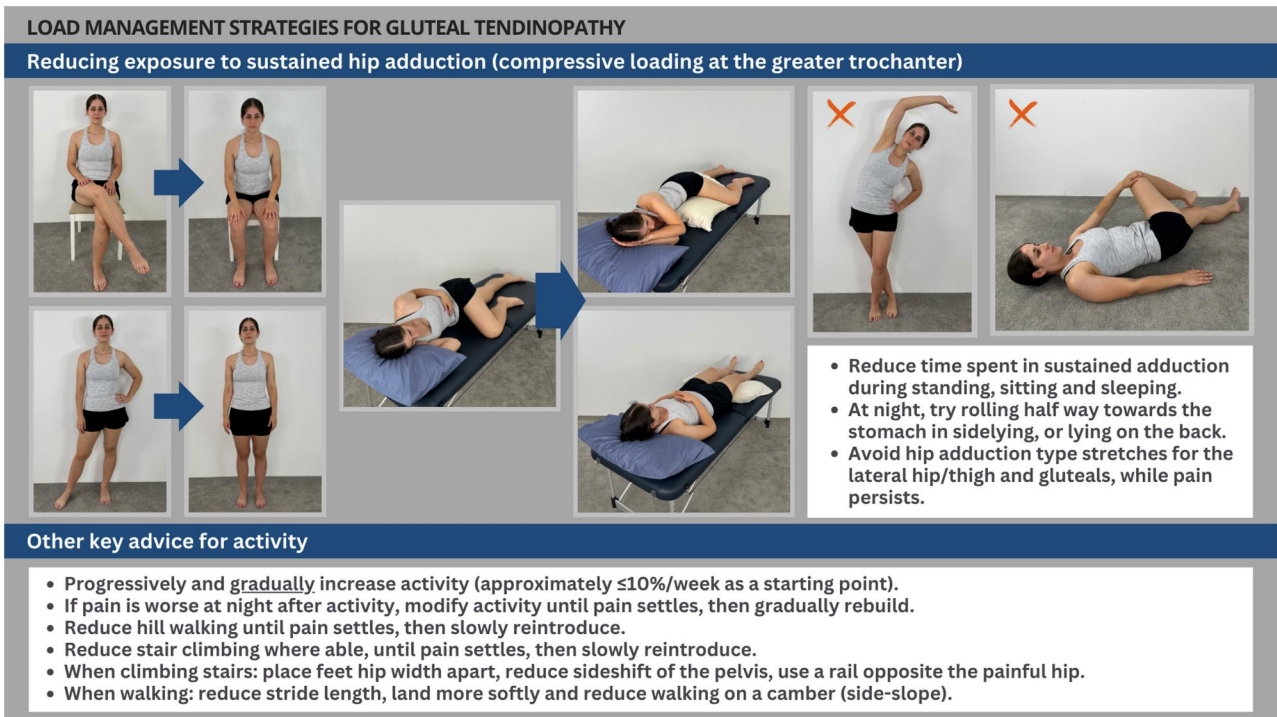 LOAD MANAGEMENT STRATEGIES FOR GLUTEAL TENDINOPATHY
Reducing exposure to sustained hip adduction (compressive loading at the greater trochanter)
• Reduce time spent in sustained adduction
during standing, sitting and sleeping.
• At night, try rolling half way towards the
stomach in sidelying, or lying on the back.
• Avoid hip adduction type stretches for the
lateral hip/thigh and gluteals, while pain
persists.
Other key advice for activity
• Progressively and gradually increase activity (approximately ≤10%/week as a starting point).
• If pain is worse at night after activity, modify activity until pain settles, then gradually rebuild.
• Reduce hill walking until pain settles, then slowly reintroduce.
• Reduce stair climbing where able, until pain settles, then slowly reintroduce.
• When climbing stairs: place feet hip width apart, reduce sideshift of the pelvis, use a rail opposite the painful hip.
• When walking: reduce stride length, land more softly and reduce walking on a camber (side-slope).